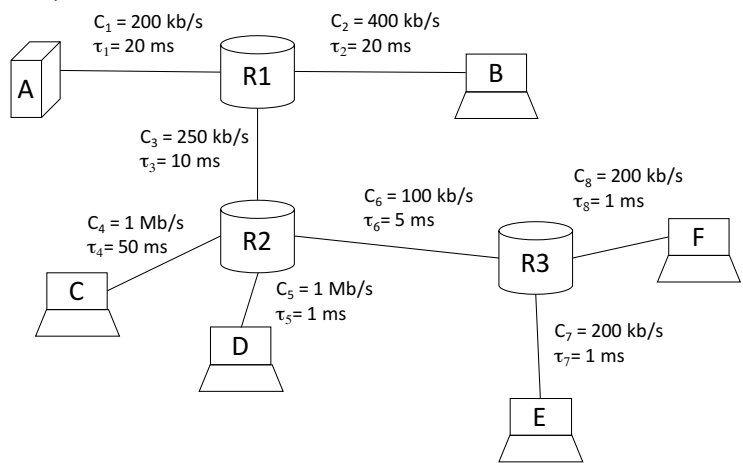 C₁ = 200 kb/s
τ₁= 20 ms
C₂ = 400 kb/s
τ₂= 20 ms
A
R1
B
C₃ = 250 kb/s
τ₃= 10 ms
C₄ = 1 Mb/s
τ₄= 50 ms
R2
C₆ = 100 kb/s
τ₆= 5 ms
C₈ = 200 kb/s
τ₈= 1 ms
F
R3
C
C₅ = 1 Mb/s
τ₅= 1 ms
D
C₇ = 200 kb/s
τ₇= 1 ms
E